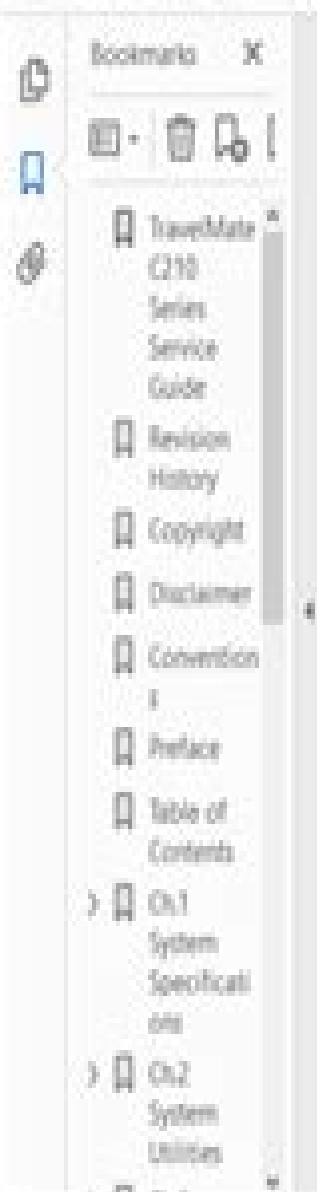 Bookmarks
TravelMate
C210
Series
Service
Guide
Revision
History
Copyright
Disclaimer
Convention
s
Preface
Table of
Contents
Ch.1
System
Specificati
ons
Ch.2
System
Utilities